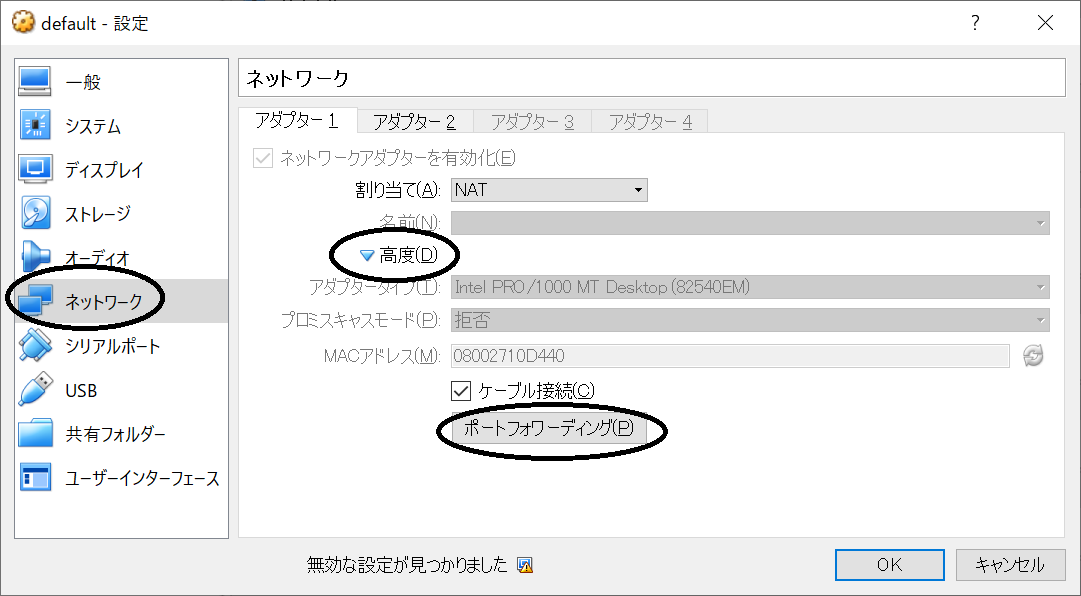 default - 設定
一般
システム
ディスプレイ
ストレージ
オーディオ
ネットワーク
シリアルポート
USB
共有フォルダー
ユーザーインターフェース
ネットワーク
アダプター 1 アダプター 2 アダプター 3 アダプター 4
ネットワークアダプターを有効化(E)
割り当て(A): NAT
名前(N):
高度(D)
アダプタータイプ(T): Intel PRO/1000 MT Desktop (82540EM)
プロミスキャスモード(P): 拒否
MACアドレス(M): 08002710D440
ケーブル接続(C)
ポートフォワーディング(P)
無効な設定が見つかりました
OK キャンセル